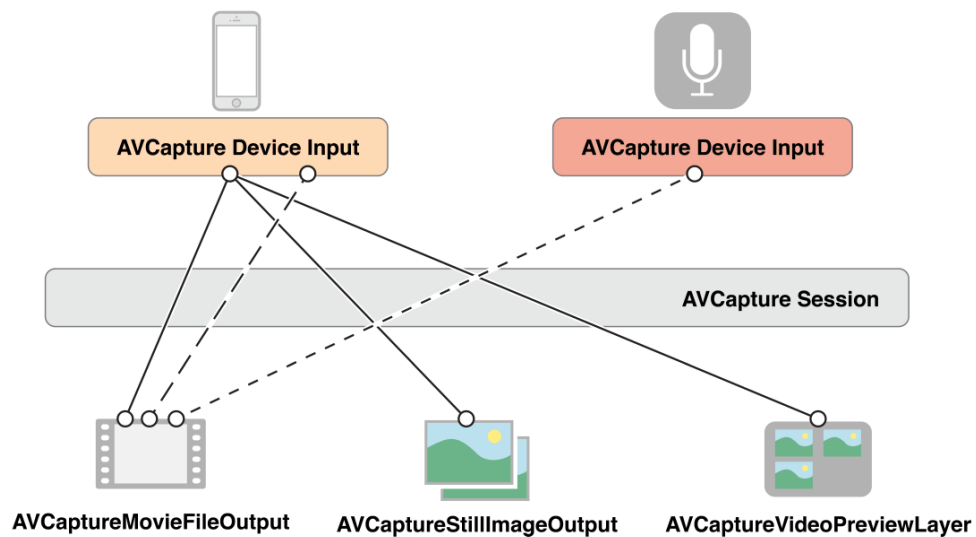 AVCapture Device Input
AVCapture Device Input
AVCapture Session
AVCaptureMovieFileOutput
AVCaptureStillImageOutput
AVCaptureVideoPreviewLayer